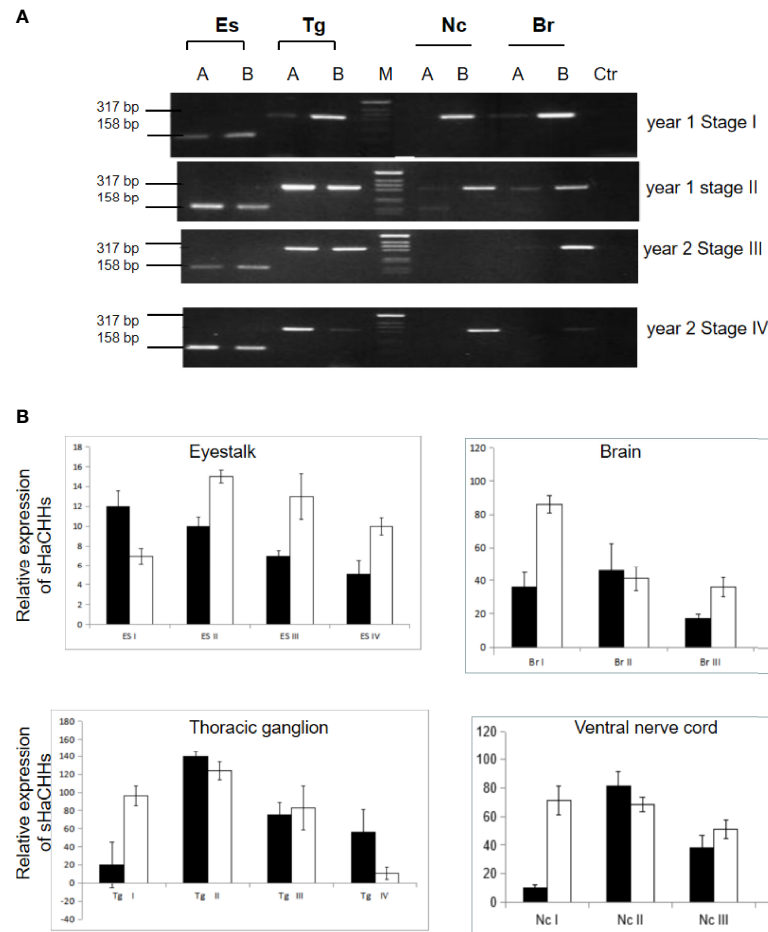 A
Es Tg Nc Br
A B A B M A B A B Ctr
317 bp
158 bp
year 1 Stage I
317 bp
158 bp
year 1 stage II
317 bp
158 bp
year 2 Stage III
317 bp
158 bp
year 2 Stage IV
B
Eyestalk
Relative expression
of sHaCHHs
18
16
14
12
10
8
6
4
2
0
ES I ES II ES III ES IV
Brain
120
100
80
60
40
20
0
Br I Br II Br III
Thoracic ganglion
Relative expression
of sHaCHHs
180
160
140
120
100
80
60
40
20
0
-20
-40
Tg I Tg II Tg III Tg IV
Ventral nerve cord
120
100
80
60
40
20
0
Nc I Nc II Nc III